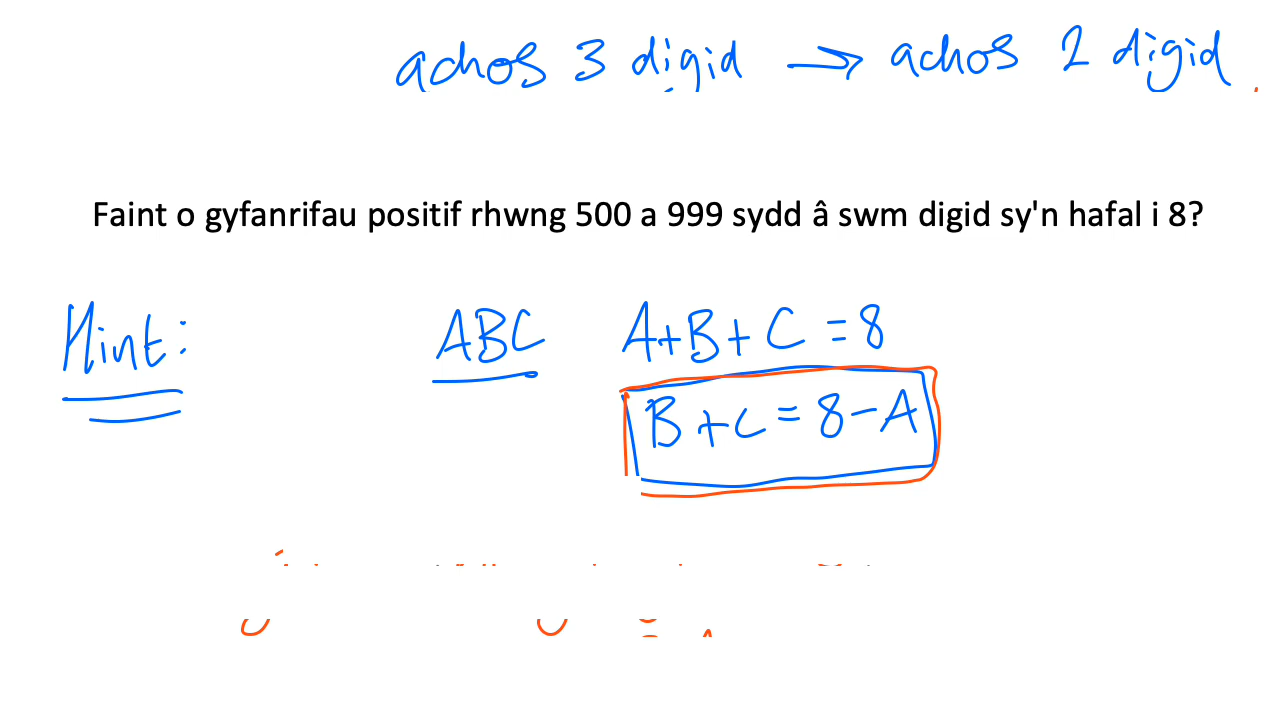 achos 3 digid → achos 2 digid
Faint o gyfanrifau positif rhwng 500 a 999 sydd â swm digid sy'n hafal i 8?
Hint: ABC A+B+C = 8
B+C = 8-A